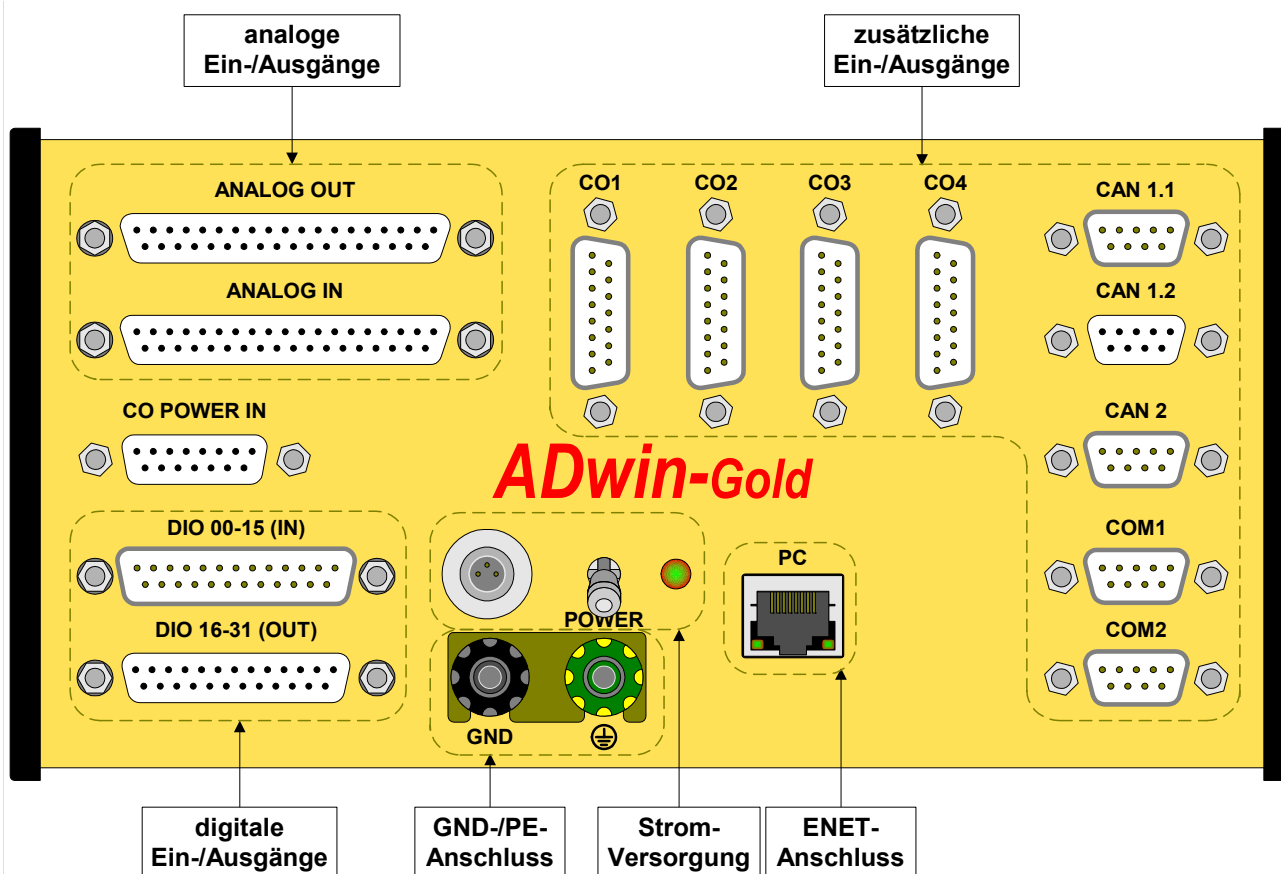 analoge
Ein-/Ausgänge
zusätzliche
Ein-/Ausgänge
ANALOG OUT
ANALOG IN
CO POWER IN
DIO 00-15 (IN)
DIO 16-31 (OUT)
CO1
CO2
CO3
CO4
CAN 1.1
CAN 1.2
CAN 2
COM1
COM2
ADwin-Gold
POWER
PC
GND
digitale
Ein-/Ausgänge
GND-/PE-
Anschluss
Strom-
Versorgung
ENET-
Anschluss